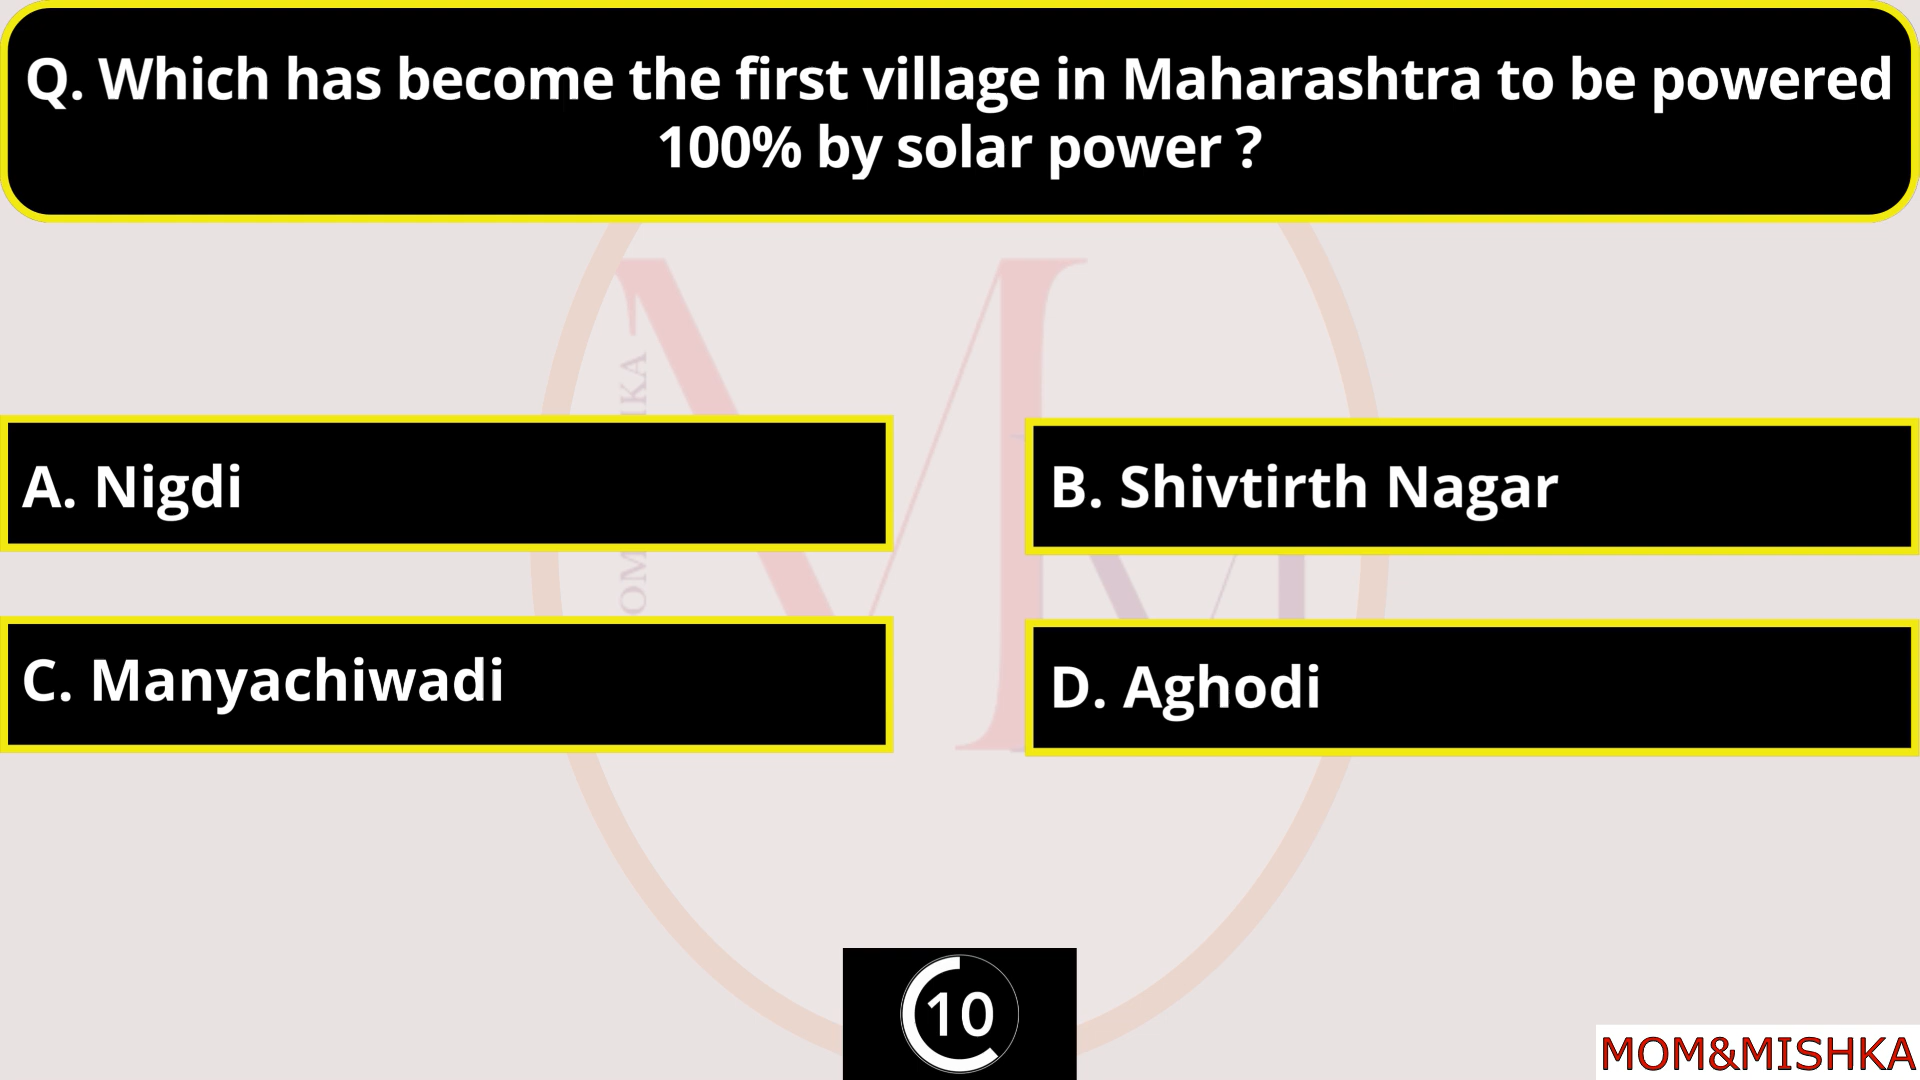 Q. Which has become the first village in Maharashtra to be powered
100% by solar power ?
A. Nigdi
B. Shivtirth Nagar
C. Manyachiwadi
D. Aghodi
10
MOM&MISHKA